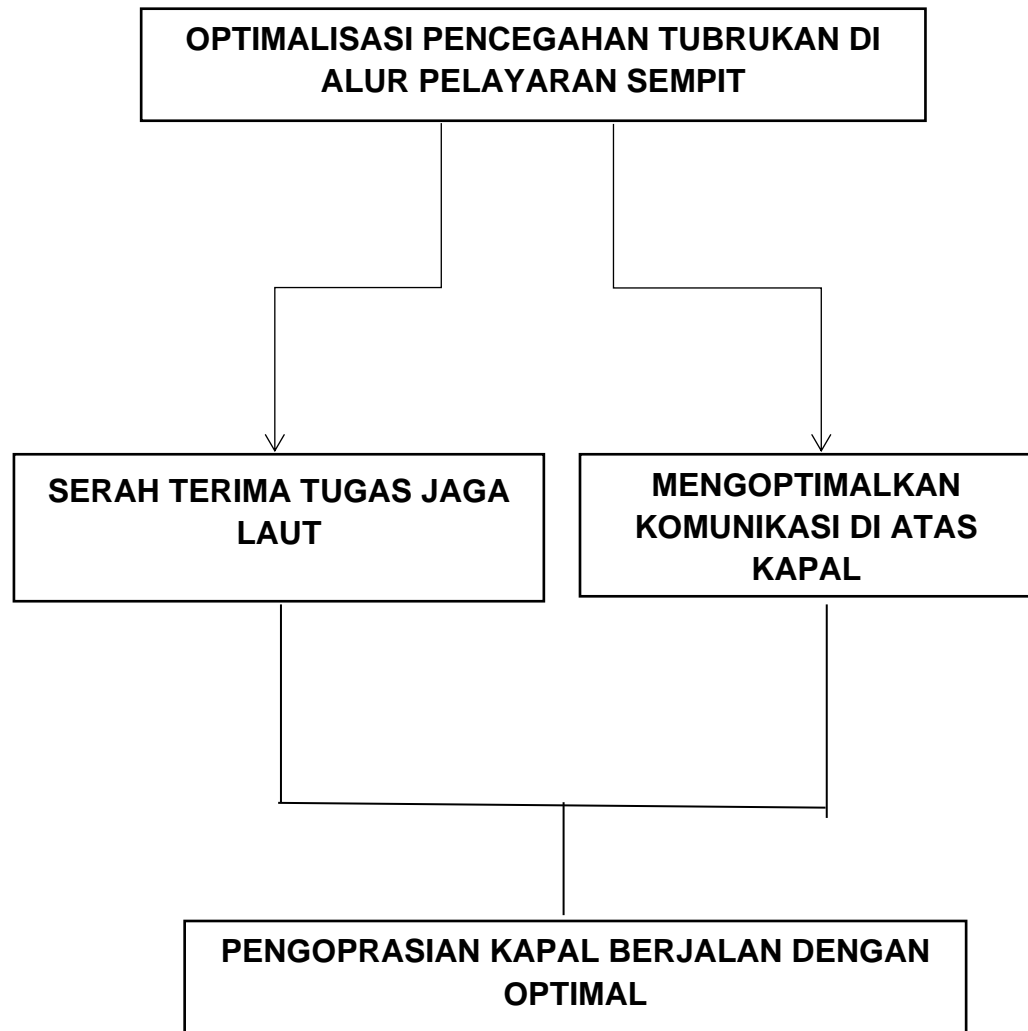 OPTIMALISASI PENCEGAHAN TUBRUKAN DI
ALUR PELAYARAN SEMPIT
SERAH TERIMA TUGAS JAGA
LAUT
MENGOPTIMALKAN
KOMUNIKASI DI ATAS
KAPAL
PENGOPRASIAN KAPAL BERJALAN DENGAN
OPTIMAL